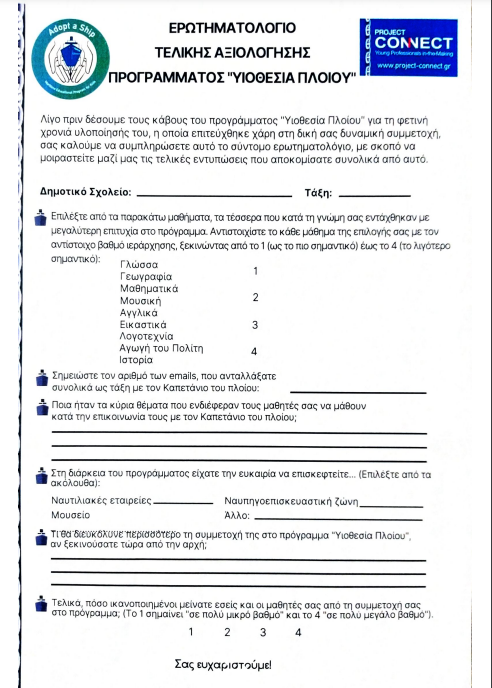 Adopt a Ship
ΕΡΩΤΗΜΑΤΟΛΟΓΙΟ
ΤΕΛΙΚΗΣ ΑΞΙΟΛΟΓΗΣΗΣ
ΠΡΟΓΡΑΜΜΑΤΟΣ "ΥΙΟΘΕΣΙΑ ΠΛΟΙΟΥ"
PROJECT
CONNECT
Young Professionals in-the-Making
www.project-connect.gr
Λίγο πριν δέσουμε τους κάβους του προγράμματος "Υιοθεσία Πλοίου" για τη φετινή
χρονιά υλοποίησής του, η οποία επιτεύχθηκε χάρη στη δική σας δυναμική συμμετοχή,
σας καλούμε να συμπληρώσετε αυτό το σύντομο ερωτηματολόγιο, με σκοπό να
μοιραστείτε μαζί μας τις τελικές εντυπώσεις που αποκομίσατε συνολικά από αυτό.
Δημοτικό Σχολείο: Τάξη:
Επιλέξτε από τα παρακάτω μαθήματα, τα τέσσερα που κατά τη γνώμη σας εντάχθηκαν με
μεγαλύτερη επιτυχία στο πρόγραμμα. Αντιστοιχίστε το κάθε μάθημα της επιλογής σας με τον
αντίστοιχο βαθμό ιεράρχησης, ξεκινώντας από το 1 (ως το πιο σημαντικό) έως το 4 (το λιγότερο
σημαντικό):
Γλώσσα
Γεωγραφία
Μαθηματικά
Μουσική
Αγγλικά
Εικαστικά
Λογοτεχνία
Αγωγή του Πολίτη
Ιστορία
1
2
3
4
Σημειώστε τον αριθμό των emails, που ανταλλάξατε
συνολικά ως τάξη με τον Καπετάνιο του πλοίου:
Ποια ήταν τα κύρια θέματα που ενδιέφεραν τους μαθητές σας να μάθουν
κατά την επικοινωνία τους με τον Καπετάνιο του πλοίου;
Στη διάρκεια του προγράμματος είχατε την ευκαιρία να επισκεφτείτε... (Επιλέξτε από τα
ακόλουθα):
Ναυτιλιακές εταιρείες Ναυπηγοεπισκευαστική ζώνη
Μουσείο Άλλο:
Τι θα διευκόλυνε περισσότερο τη συμμετοχή της στο πρόγραμμα "Υιοθεσία Πλοίου",
αν ξεκινούσατε τώρα από την αρχή;
Τελικά, πόσο ικανοποιημένοι μείνατε εσείς και οι μαθητές σας από τη συμμετοχή σας
στο πρόγραμμα; (Το 1 σημαίνει "σε πολύ μικρό βαθμό" και το 4 "σε πολύ μεγάλο βαθμό").
1 2 3 4
Σας ευχαριστούμε!